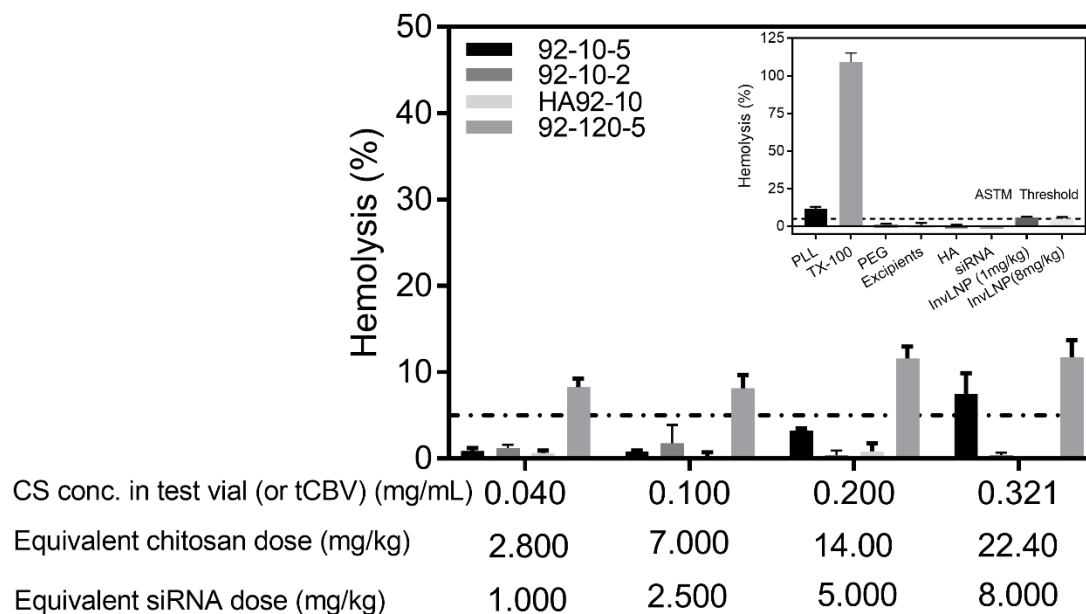 50
40
30
20
10
0
Hemolysis (%)
92-10-5
92-10-2
HA92-10
92-120-5
125
100
75
50
25
0
Hemolysis (%)
ASTM Threshold
PLL
TX-100
PEG
Excipients
HA
siRNA
InvLNP (1mg/kg)
InvLNP(8mg/kg)
CS conc. in test vial (or tCBV) (mg/mL) 0.040 0.100 0.200 0.321
Equivalent chitosan dose (mg/kg) 2.800 7.000 14.00 22.40
Equivalent siRNA dose (mg/kg) 1.000 2.500 5.000 8.000